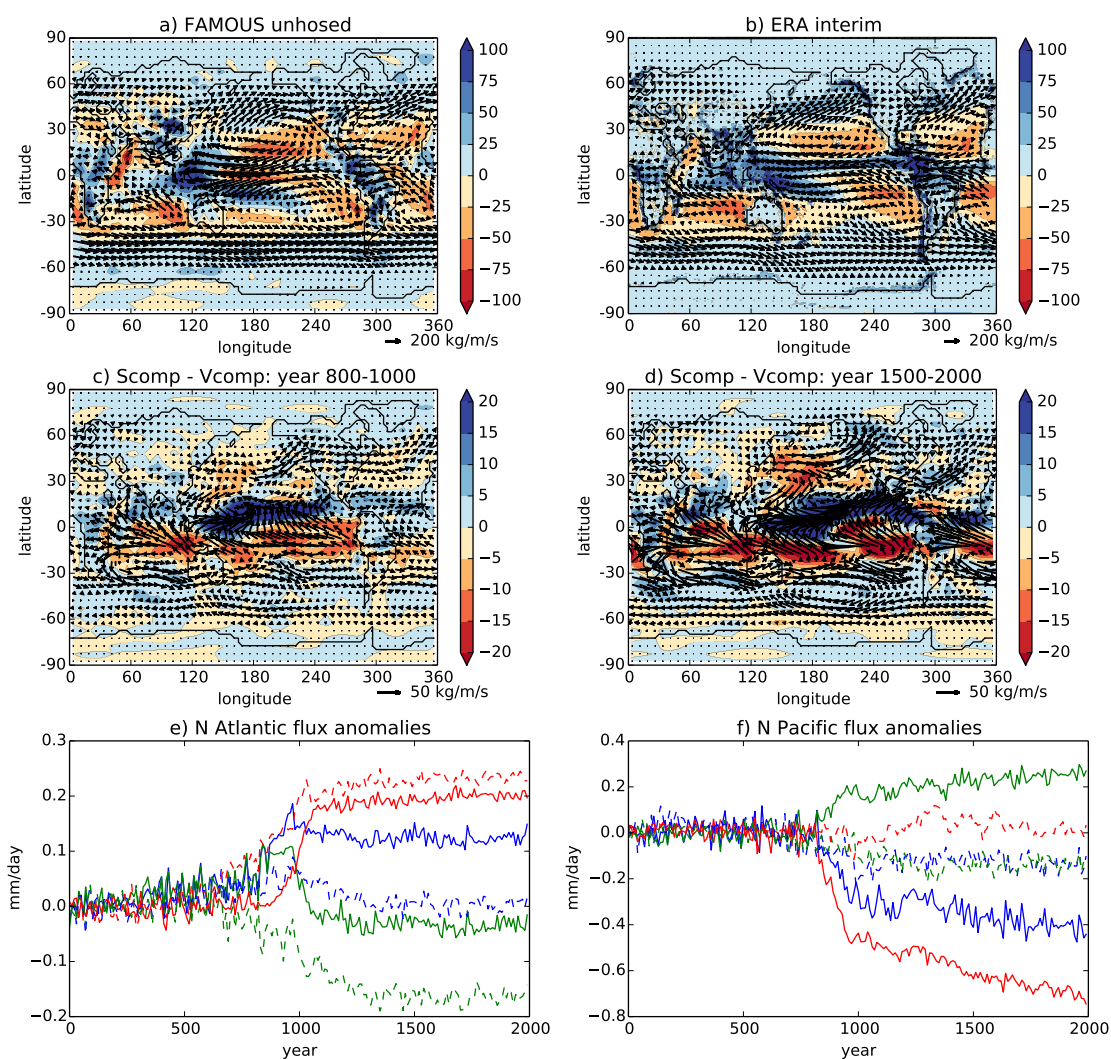 a) FAMOUS unhosed
90
60
30
0
−30
−60
−90
latitude
0 60 120 180 240 300 360
longitude
200 kg/m/s
100
75
50
25
0
−25
−50
−75
−100
b) ERA interim
90
60
30
0
−30
−60
−90
latitude
0 60 120 180 240 300 360
longitude
200 kg/m/s
100
75
50
25
0
−25
−50
−75
−100
c) Scomp - Vcomp: year 800-1000
90
60
30
0
−30
−60
−90
latitude
0 60 120 180 240 300 360
longitude
50 kg/m/s
20
15
10
5
0
−5
−10
−15
−20
d) Scomp - Vcomp: year 1500-2000
90
60
30
0
−30
−60
−90
latitude
0 60 120 180 240 300 360
longitude
50 kg/m/s
20
15
10
5
0
−5
−10
−15
−20
e) N Atlantic flux anomalies
0.3
0.2
0.1
0.0
−0.1
−0.2
mm/day
0 500 1000 1500 2000
year
f) N Pacific flux anomalies
0.4
0.2
0.0
−0.2
−0.4
−0.6
−0.8
mm/day
0 500 1000 1500 2000
year